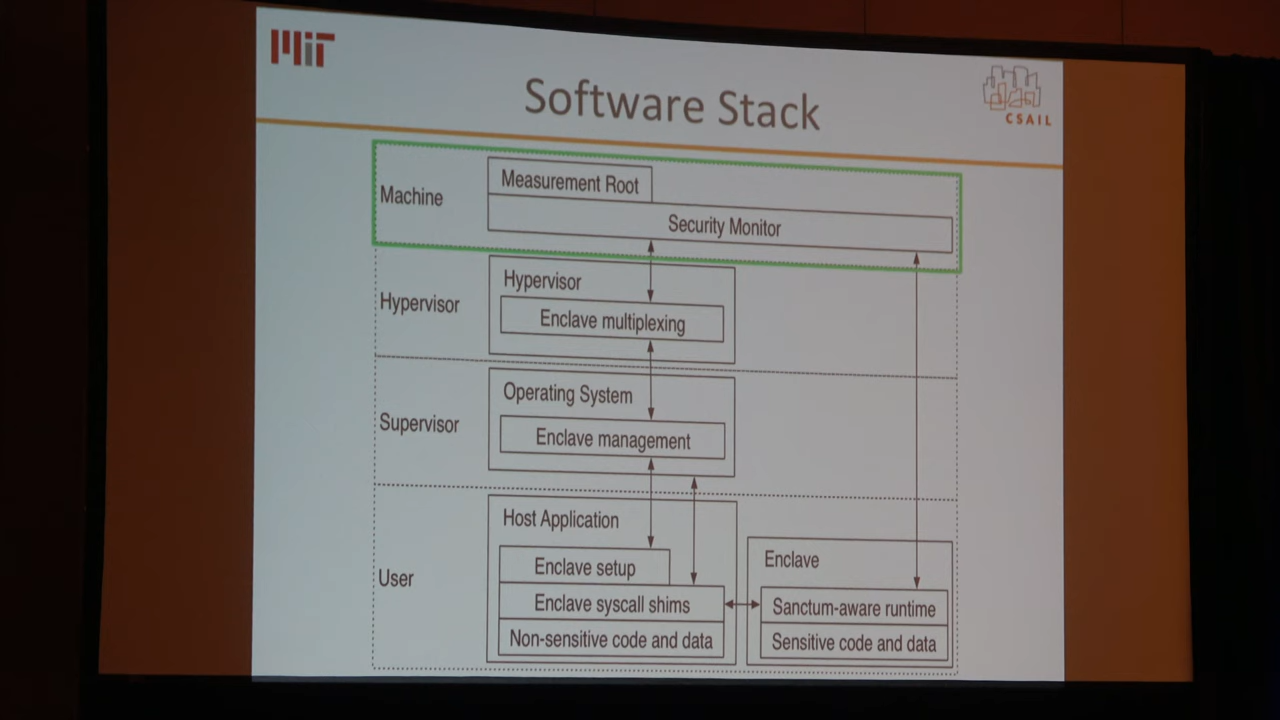 MIT
CSAIL
Software Stack
Machine
Measurement Root
Security Monitor
Hypervisor
Hypervisor
Enclave multiplexing
Supervisor
Operating System
Enclave management
User
Host Application
Enclave setup
Enclave syscall shims
Non-sensitive code and data
Enclave
Sanctum-aware runtime
Sensitive code and data